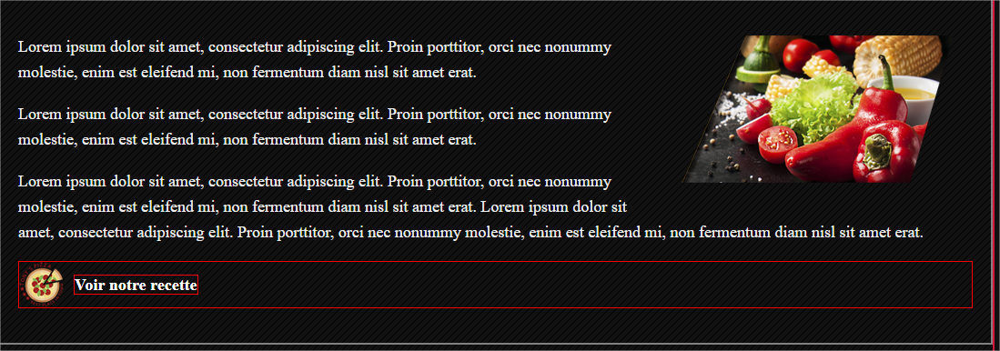 Lorem ipsum dolor sit amet, consectetur adipiscing elit. Proin porttitor, orci nec nonummy
molestie, enim est eleifend mi, non fermentum diam nisl sit amet erat.
Lorem ipsum dolor sit amet, consectetur adipiscing elit. Proin porttitor, orci nec nonummy
molestie, enim est eleifend mi, non fermentum diam nisl sit amet erat.
Lorem ipsum dolor sit amet, consectetur adipiscing elit. Proin porttitor, orci nec nonummy
molestie, enim est eleifend mi, non fermentum diam nisl sit amet erat. Lorem ipsum dolor sit
amet, consectetur adipiscing elit. Proin porttitor, orci nec nonummy molestie, enim est eleifend mi, non fermentum diam nisl sit amet erat.
Voir notre recette